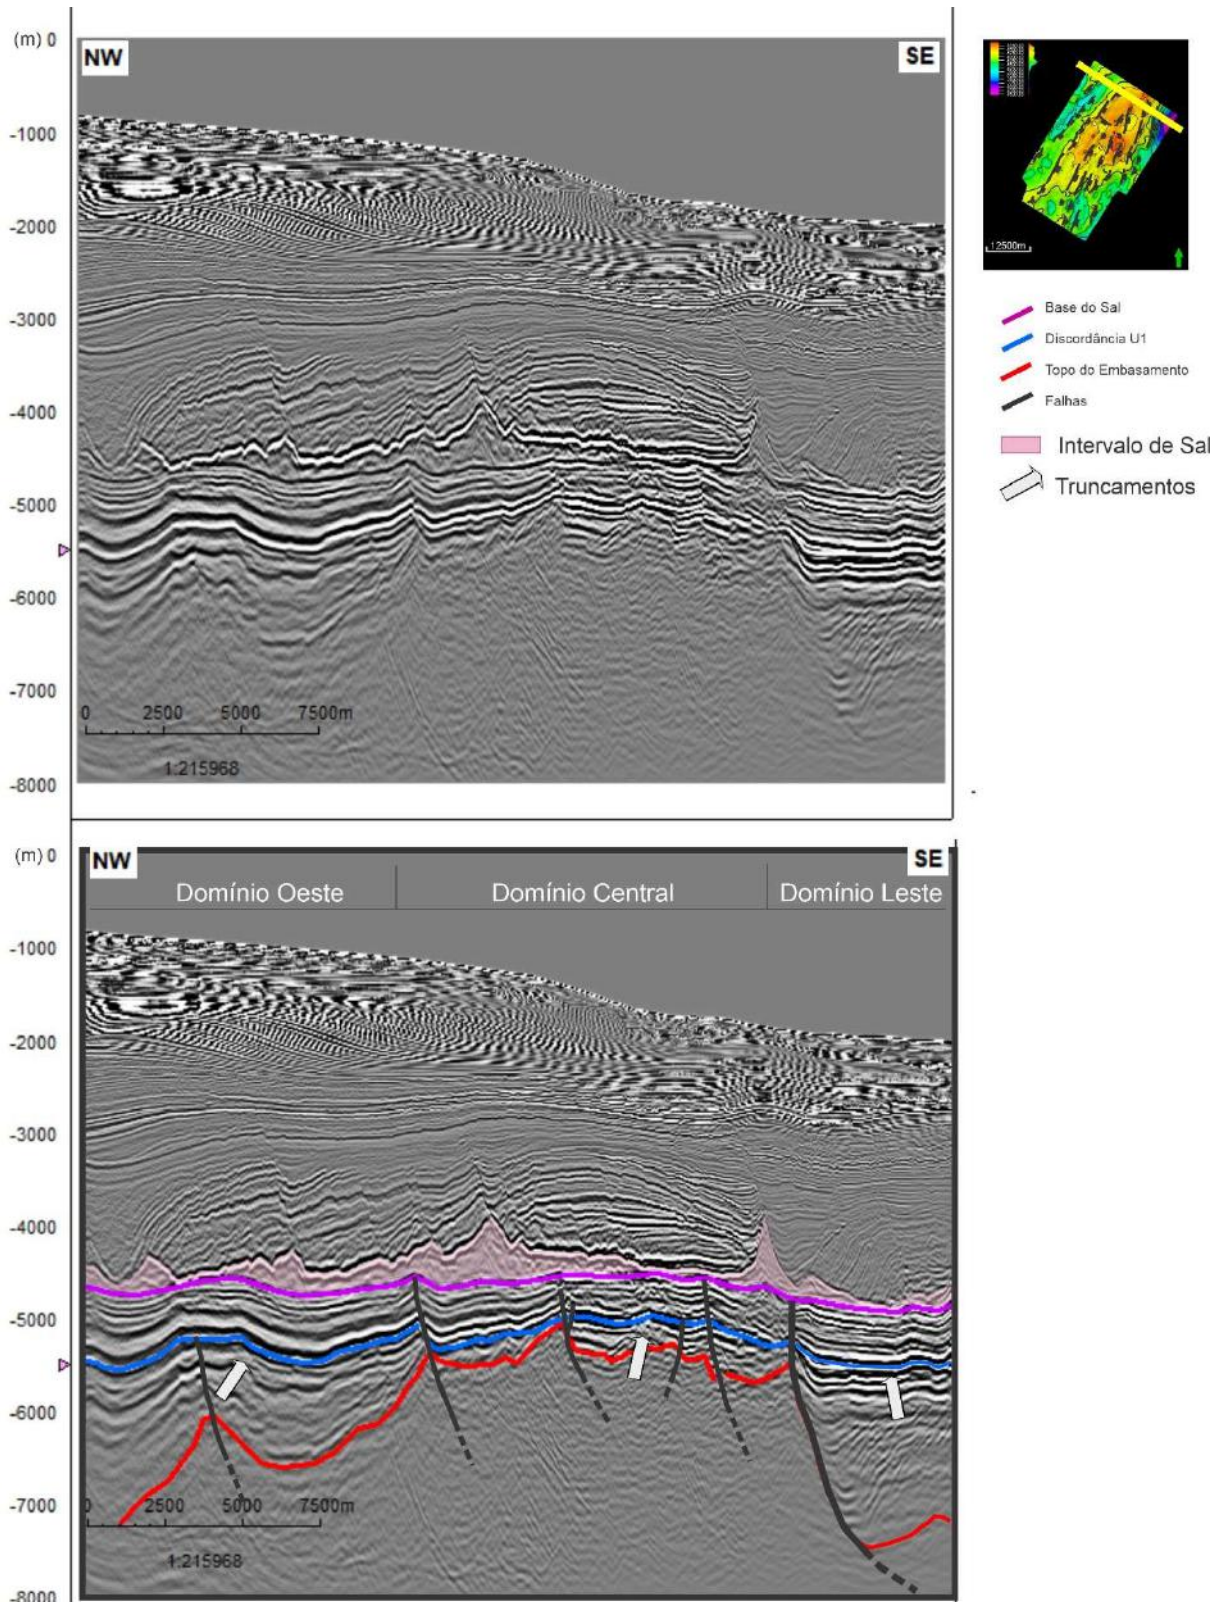 (m) 0
NW
SE
-1000
-2000
-3000
-4000
-5000
-6000
-7000
-8000
0 2500 5000 7500m
1:215968
12500m
Base do Sal
Discordância U1
Topo do Embasamento
Falhas
Intervalo de Sal
Truncamentos
(m) 0
NW
SE
Domínio Oeste
Domínio Central
Domínio Leste
-1000
-2000
-3000
-4000
-5000
-6000
-7000
-8000
0 2500 5000 7500m
1:215968